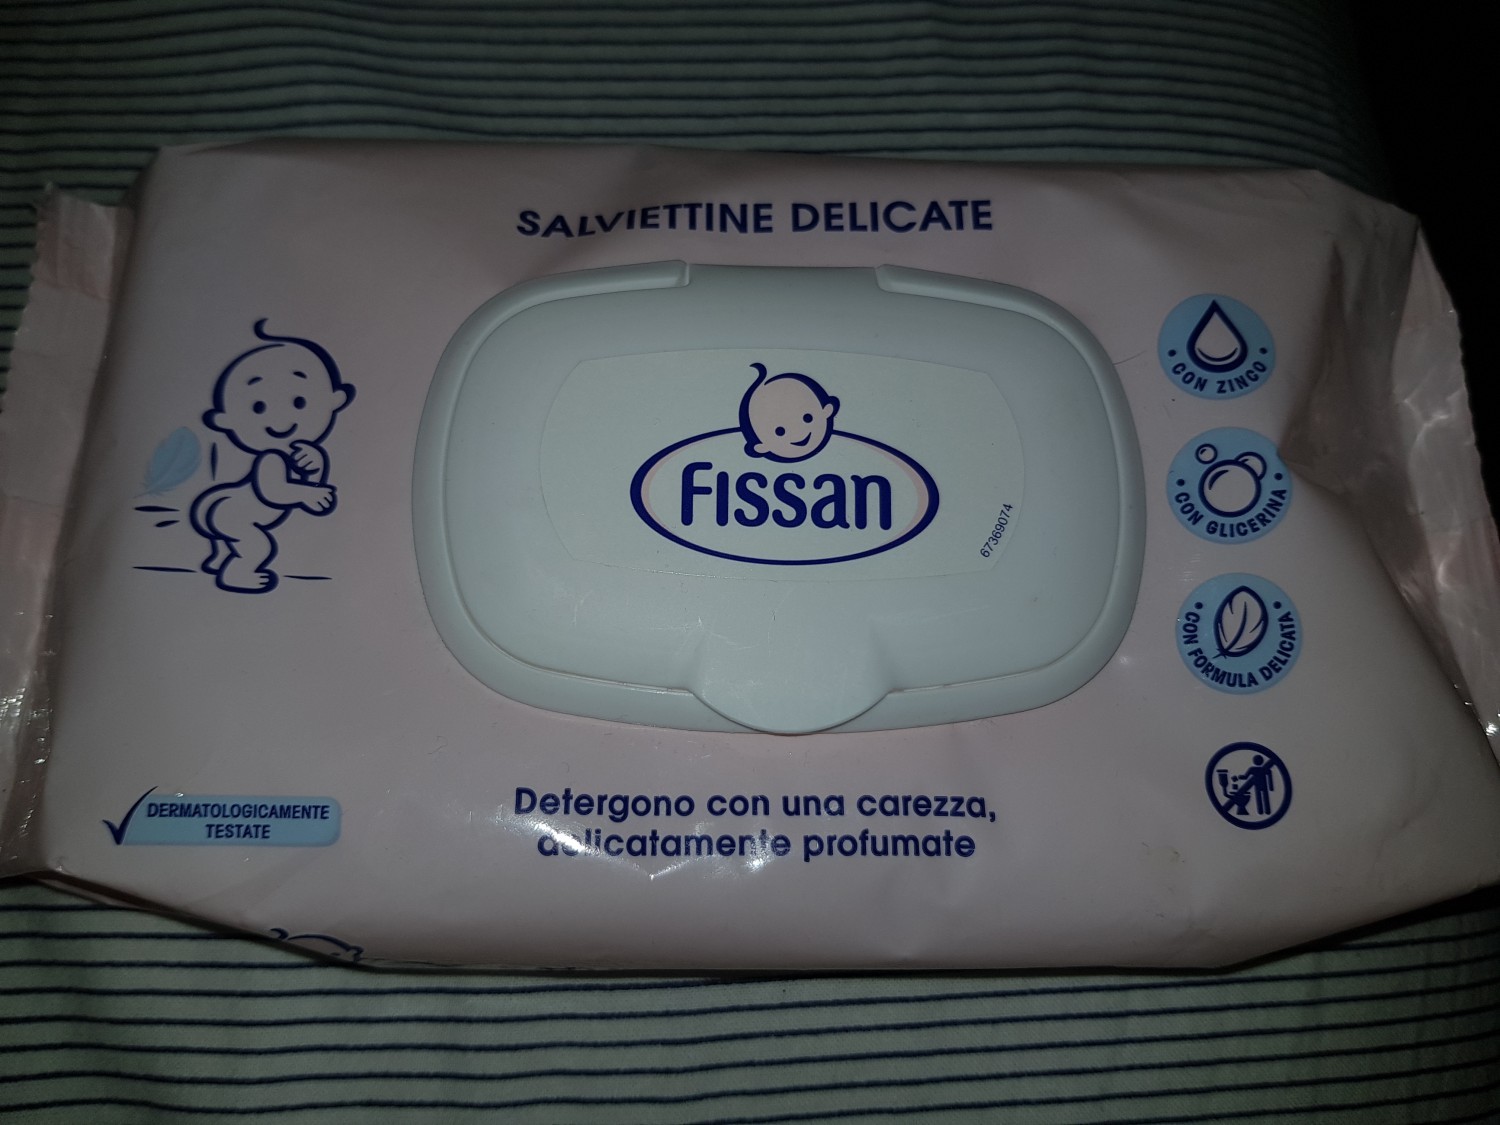 SALVIETTINE DELICATE
Fissan
67369074
CON ZINCO
CON GLICERINA
CON FORMULA DELICATA
DERMATOLOGICAMENTE
TESTATE
Detergono con una carezza,
delicatamente profumate